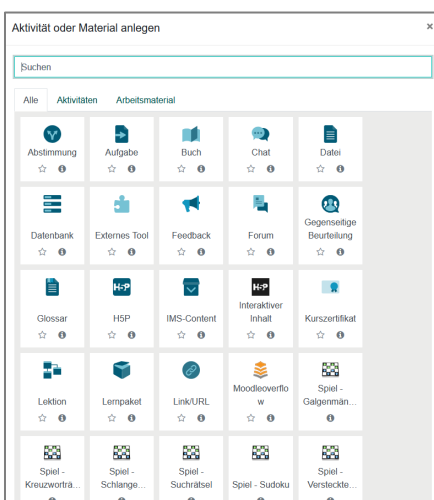 Aktivität oder Material anlegen ×
Suchen
Alle Aktivitäten Arbeitsmaterial
Abstimmung Aufgabe Buch Chat Datei
Datenbank Externes Tool Feedback Forum Gegenseitige
Beurteilung
Glossar H5P IMS-Content Interaktiver
Inhalt Kurszertifikat
H-P H-P
Lektion Lernpaket Link/URL Moodleoverflo
w Spiel -
Galgenmän...
Spiel -
Kreuzworträ... Spiel -
Schlange... Spiel -
Suchrätsel Spiel - Sudoku Spiel -
Versteckte...